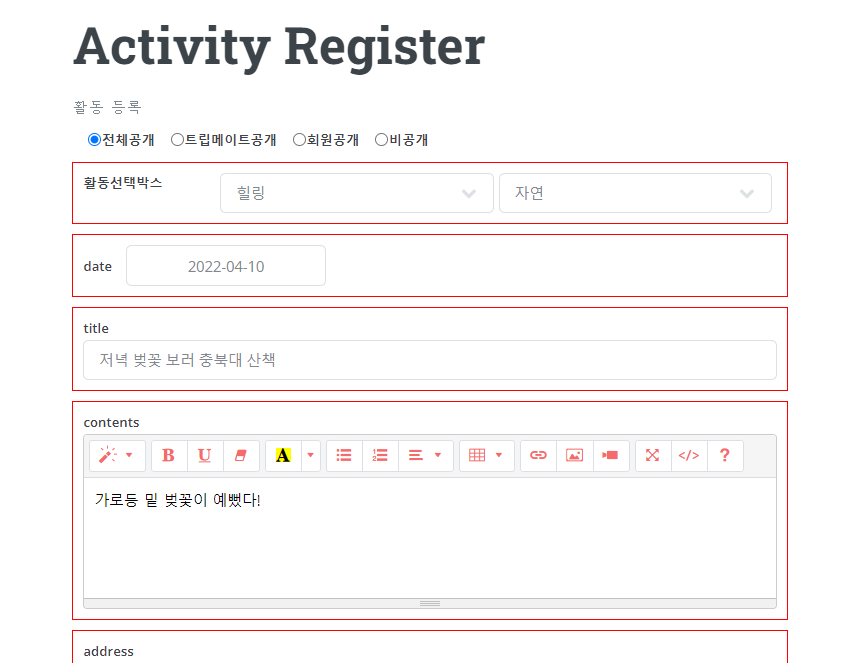 Activity Register
활동 등록
전체공개 트립메이트공개 회원공개 비공개
활동선택박스 힐링 자연
date 2022-04-10
title
저녁 벚꽃 보러 충북대 산책
contents
B U A </> ?
가로등 밑 벚꽃이 예뻤다!
address